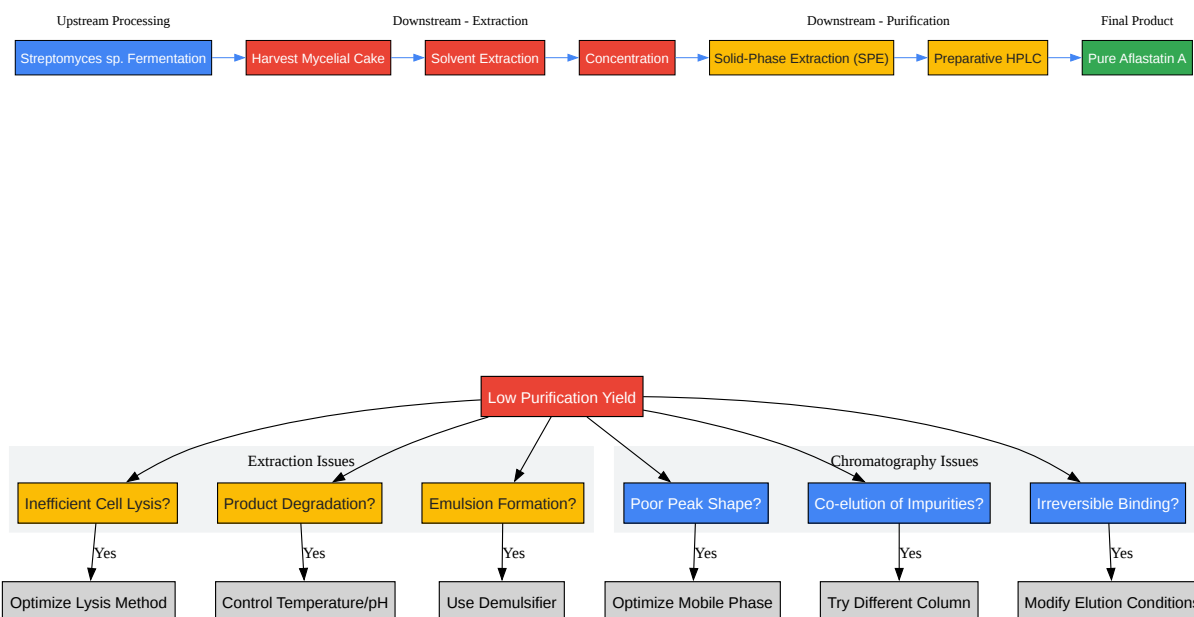 Upstream Processing
Downstream - Extraction
Downstream - Purification
Final Product
Streptomyces sp. Fermentation
Harvest Mycelial Cake
Solvent Extraction
Concentration
Solid-Phase Extraction (SPE)
Preparative HPLC
Pure Aflastatin A
Low Purification Yield
Extraction Issues
Chromatography Issues
Inefficient Cell Lysis?
Product Degradation?
Emulsion Formation?
Poor Peak Shape?
Co-elution of Impurities?
Irreversible Binding?
Yes
Yes
Yes
Yes
Yes
Yes
Optimize Lysis Method
Control Temperature/pH
Use Demulsifier
Optimize Mobile Phase
Try Different Column
Modify Elution Conditions